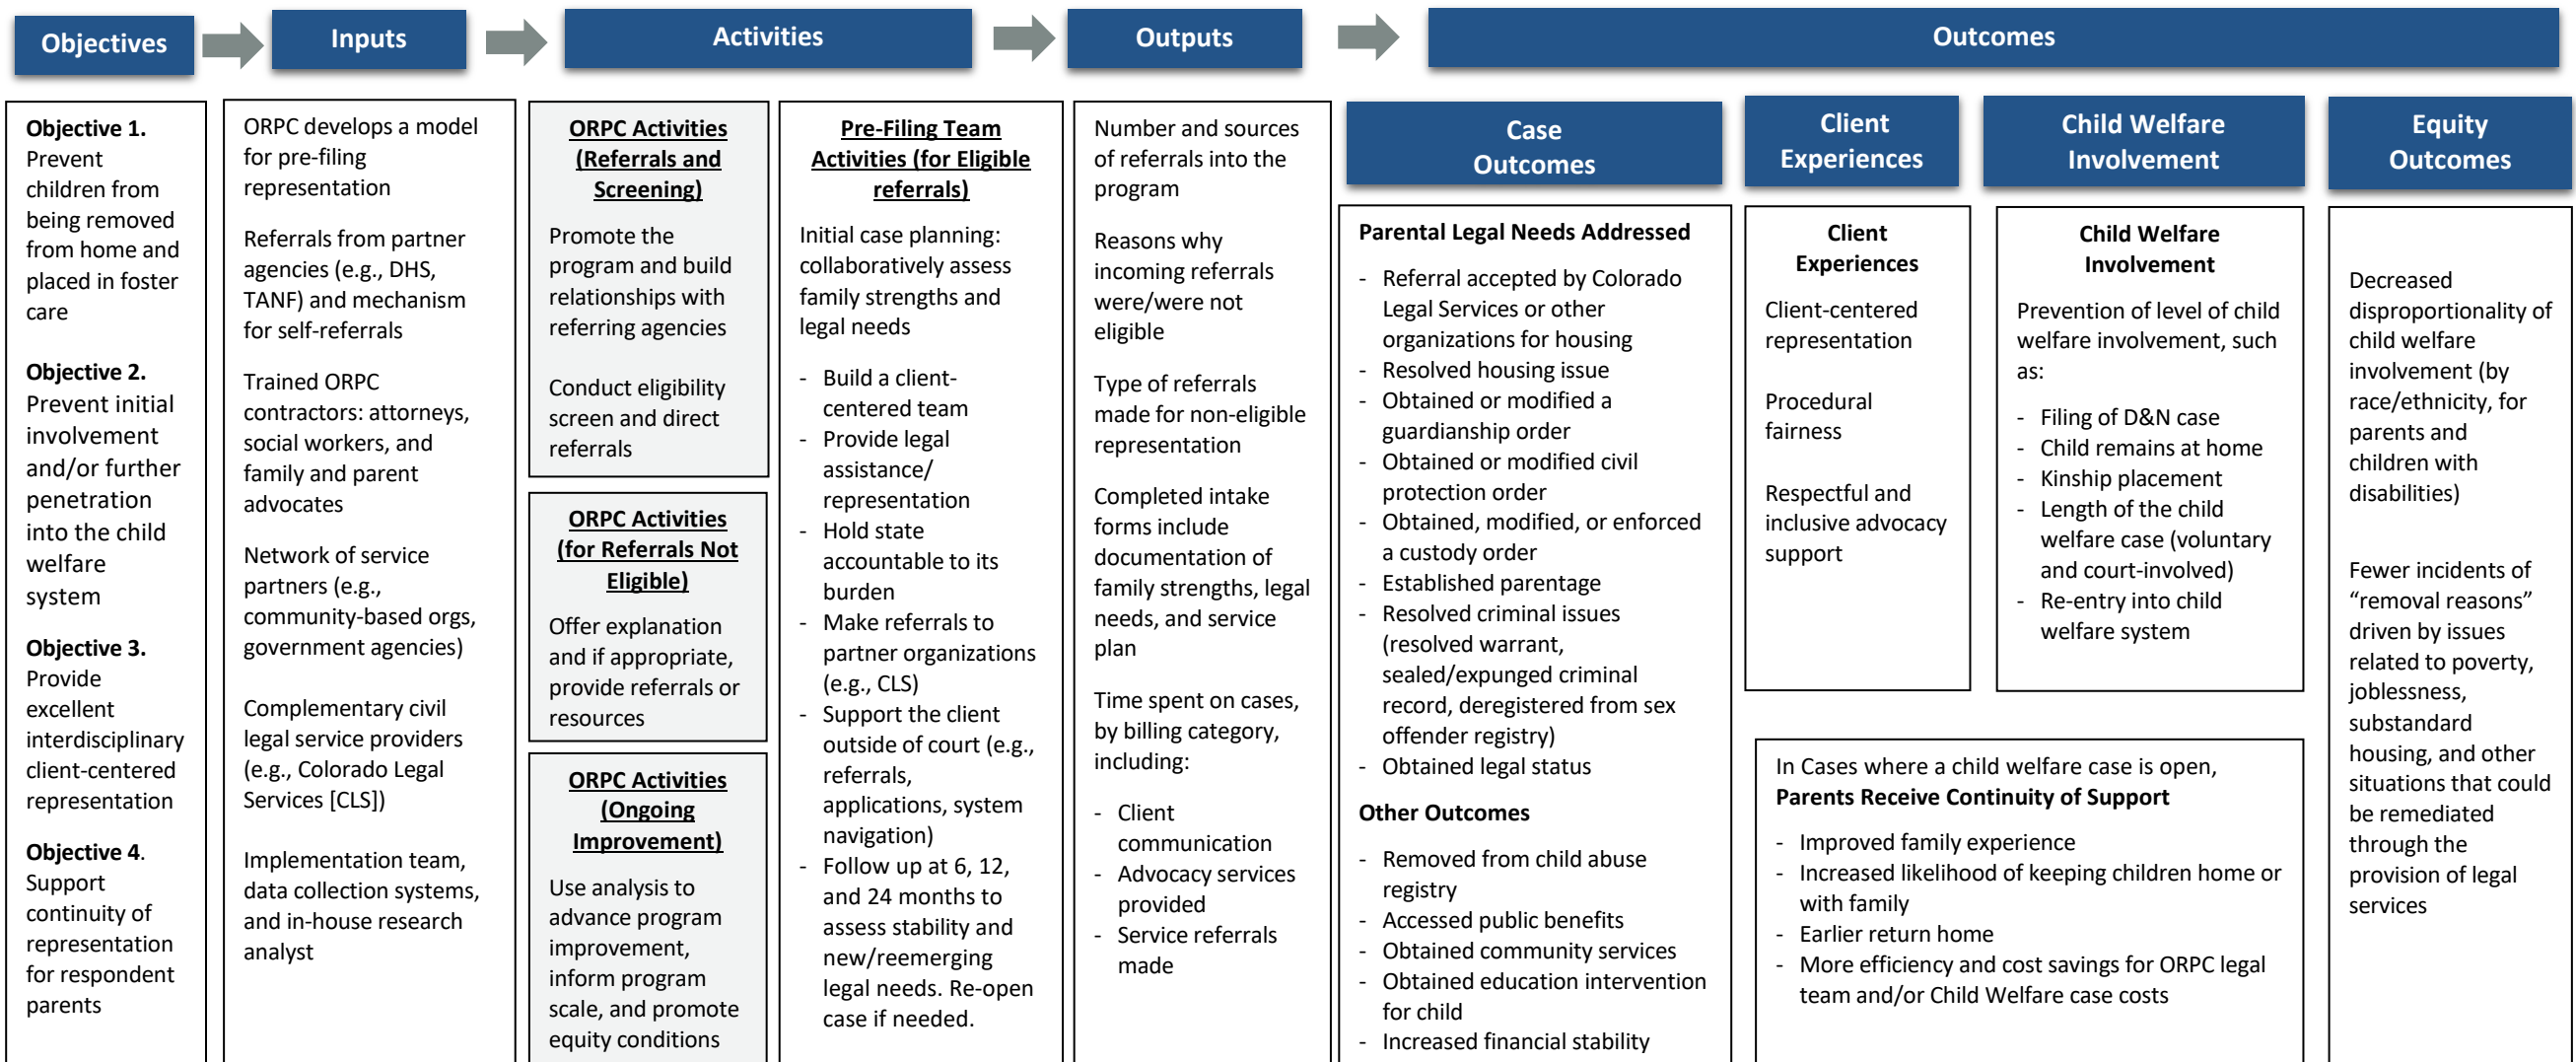 Objectives
Inputs
Activities
Outputs
Outcomes
Objective 1.
Prevent
children from
being removed
from home and
placed in foster
care
Objective 2.
Prevent initial
involvement
and/or further
penetration
into the child
welfare
system
Objective 3.
Provide
excellent
interdisciplinary
client-centered
representation
Objective 4.
Support
continuity of
representation
for respondent
parents
ORPC develops a model
for pre-filing
representation
Referrals from partner
agencies (e.g., DHS,
TANF) and mechanism
for self-referrals
Trained ORPC
contractors: attorneys,
social workers, and
family and parent
advocates
Network of service
partners (e.g.,
community-based orgs,
government agencies)
Complementary civil
legal service providers
(e.g., Colorado Legal
Services [CLS])
Implementation team,
data collection systems,
and in-house research
analyst
ORPC Activities
(Referrals and
Screening)
Promote the
program and build
relationships with
referring agencies
Conduct eligibility
screen and direct
referrals
ORPC Activities
(for Referrals Not
Eligible)
Offer explanation
and if appropriate,
provide referrals or
resources
ORPC Activities
(Ongoing
Improvement)
Use analysis to
advance program
improvement,
inform program
scale, and promote
equity conditions
Pre-Filing Team
Activities (for Eligible
referrals)
Initial case planning:
collaboratively assess
family strengths and
legal needs
- Build a client-
centered team
- Provide legal
assistance/
representation
- Hold state
accountable to its
burden
- Make referrals to
partner organizations
(e.g., CLS)
- Support the client
outside of court (e.g.,
referrals,
applications, system
navigation)
- Follow up at 6, 12,
and 24 months to
assess stability and
new/reemerging
legal needs. Re-open
case if needed.
Number and sources
of referrals into the
program
Reasons why
incoming referrals
were/were not
eligible
Type of referrals
made for non-eligible
representation
Completed intake
forms include
documentation of
family strengths, legal
needs, and service
plan
Time spent on cases,
by billing category,
including:
- Client
communication
- Advocacy services
provided
- Service referrals
made
Case
Outcomes
Parental Legal Needs Addressed
- Referral accepted by Colorado
Legal Services or other
organizations for housing
- Resolved housing issue
- Obtained or modified a
guardianship order
- Obtained or modified civil
protection order
- Obtained, modified, or enforced
a custody order
- Established parentage
- Resolved criminal issues
(resolved warrant,
sealed/expunged criminal
record, deregistered from sex
offender registry)
- Obtained legal status
Other Outcomes
- Removed from child abuse
registry
- Accessed public benefits
- Obtained community services
- Obtained education intervention
for child
- Increased financial stability
Client
Experiences
Client
Experiences
Client-centered
representation
Procedural
fairness
Respectful and
inclusive advocacy
support
Child Welfare
Involvement
Child Welfare
Involvement
Prevention of level of child
welfare involvement, such
as:
- Filing of D&N case
- Child remains at home
- Kinship placement
- Length of the child
welfare case (voluntary
and court-involved)
- Re-entry into child
welfare system
In Cases where a child welfare case is open,
Parents Receive Continuity of Support
- Improved family experience
- Increased likelihood of keeping children home or
with family
- Earlier return home
- More efficiency and cost savings for ORPC legal
team and/or Child Welfare case costs
Equity
Outcomes
Decreased
disproportionality of
child welfare
involvement (by
race/ethnicity, for
parents and
children with
disabilities)
Fewer incidents of
“removal reasons”
driven by issues
related to poverty,
joblessness,
substandard
housing, and other
situations that could
be remediated
through the
provision of legal
services